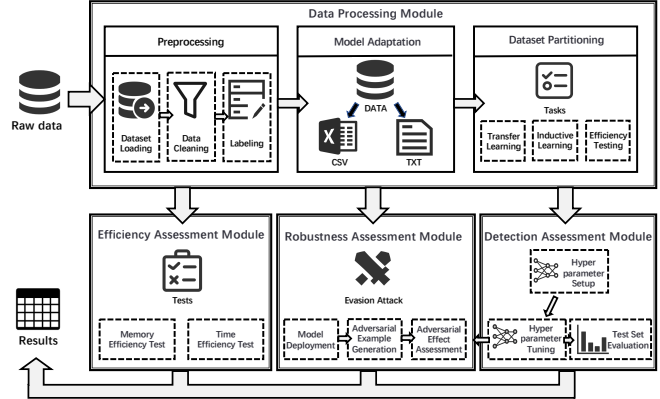 Data Processing Module
Preprocessing
Model Adaptation
Dataset Partitioning
Raw data
Dataset
Loading
Data
Cleaning
Labeling
DATA
X
CSV
TXT
Tasks
Transfer
Learning
Inductive
Learning
Efficiency
Testing
Efficiency Assessment Module
Tests
Memory
Efficiency Test
Time
Efficiency Test
Robustness Assessment Module
Evasion Attack
Model
Deployment
Adversarial
Example
Generation
Adversarial
Effect
Assessment
Detection Assessment Module
Hyper
parameter
Setup
Hyper
parameter
Tuning
Test Set
Evaluation
Results